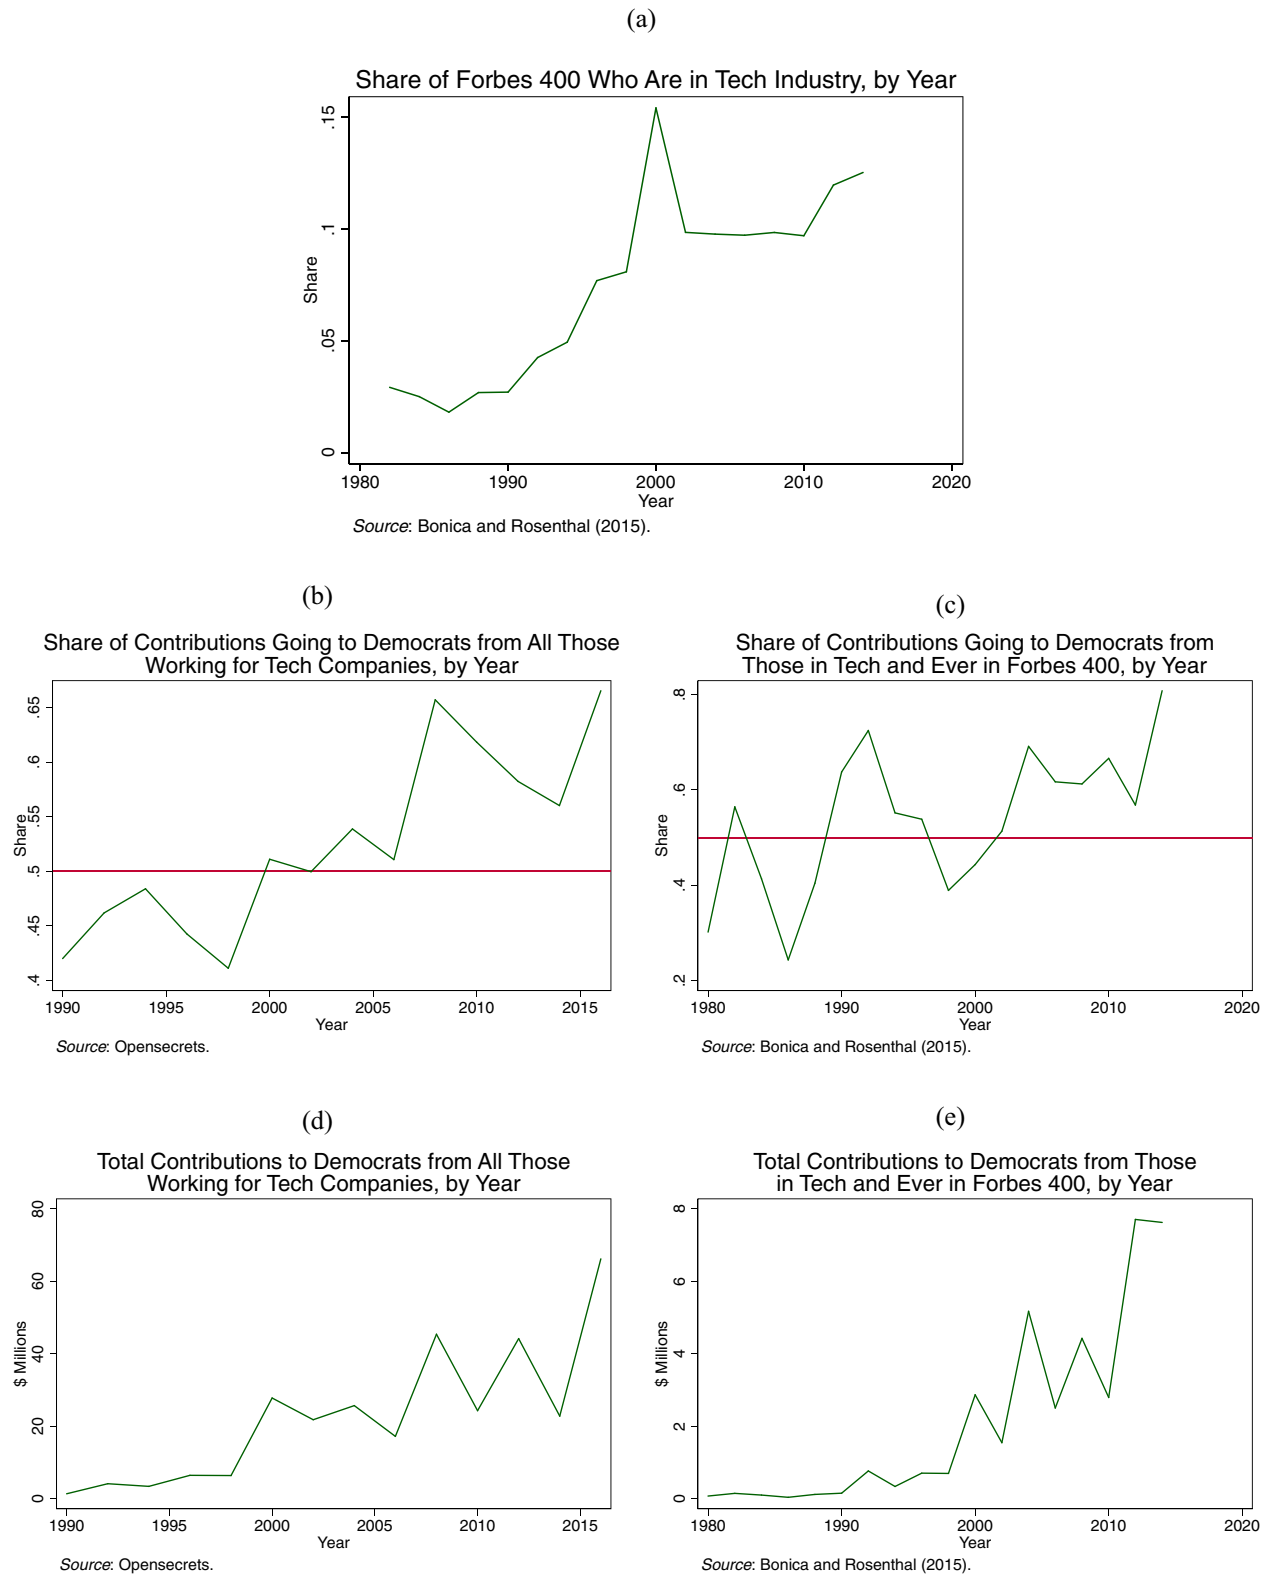 (a)
Share of Forbes 400 Who Are in Tech Industry, by Year
.15
.1
.05
0
Share
1980 1990 2000 2010 2020
Year
Source: Bonica and Rosenthal (2015).
(b)
Share of Contributions Going to Democrats from All Those
Working for Tech Companies, by Year
.65
.6
.55
.5
.45
.4
Share
1990 1995 2000 2005 2010 2015
Year
Source: Opensecrets.
(c)
Share of Contributions Going to Democrats from
Those in Tech and Ever in Forbes 400, by Year
.8
.6
.4
.2
Share
1980 1990 2000 2010 2020
Year
Source: Bonica and Rosenthal (2015).
(d)
Total Contributions to Democrats from All Those
Working for Tech Companies, by Year
80
60
40
20
0
$ Millions
1990 1995 2000 2005 2010 2015
Year
Source: Opensecrets.
(e)
Total Contributions to Democrats from Those
in Tech and Ever in Forbes 400, by Year
8
6
4
2
0
$ Millions
1980 1990 2000 2010 2020
Year
Source: Bonica and Rosenthal (2015).